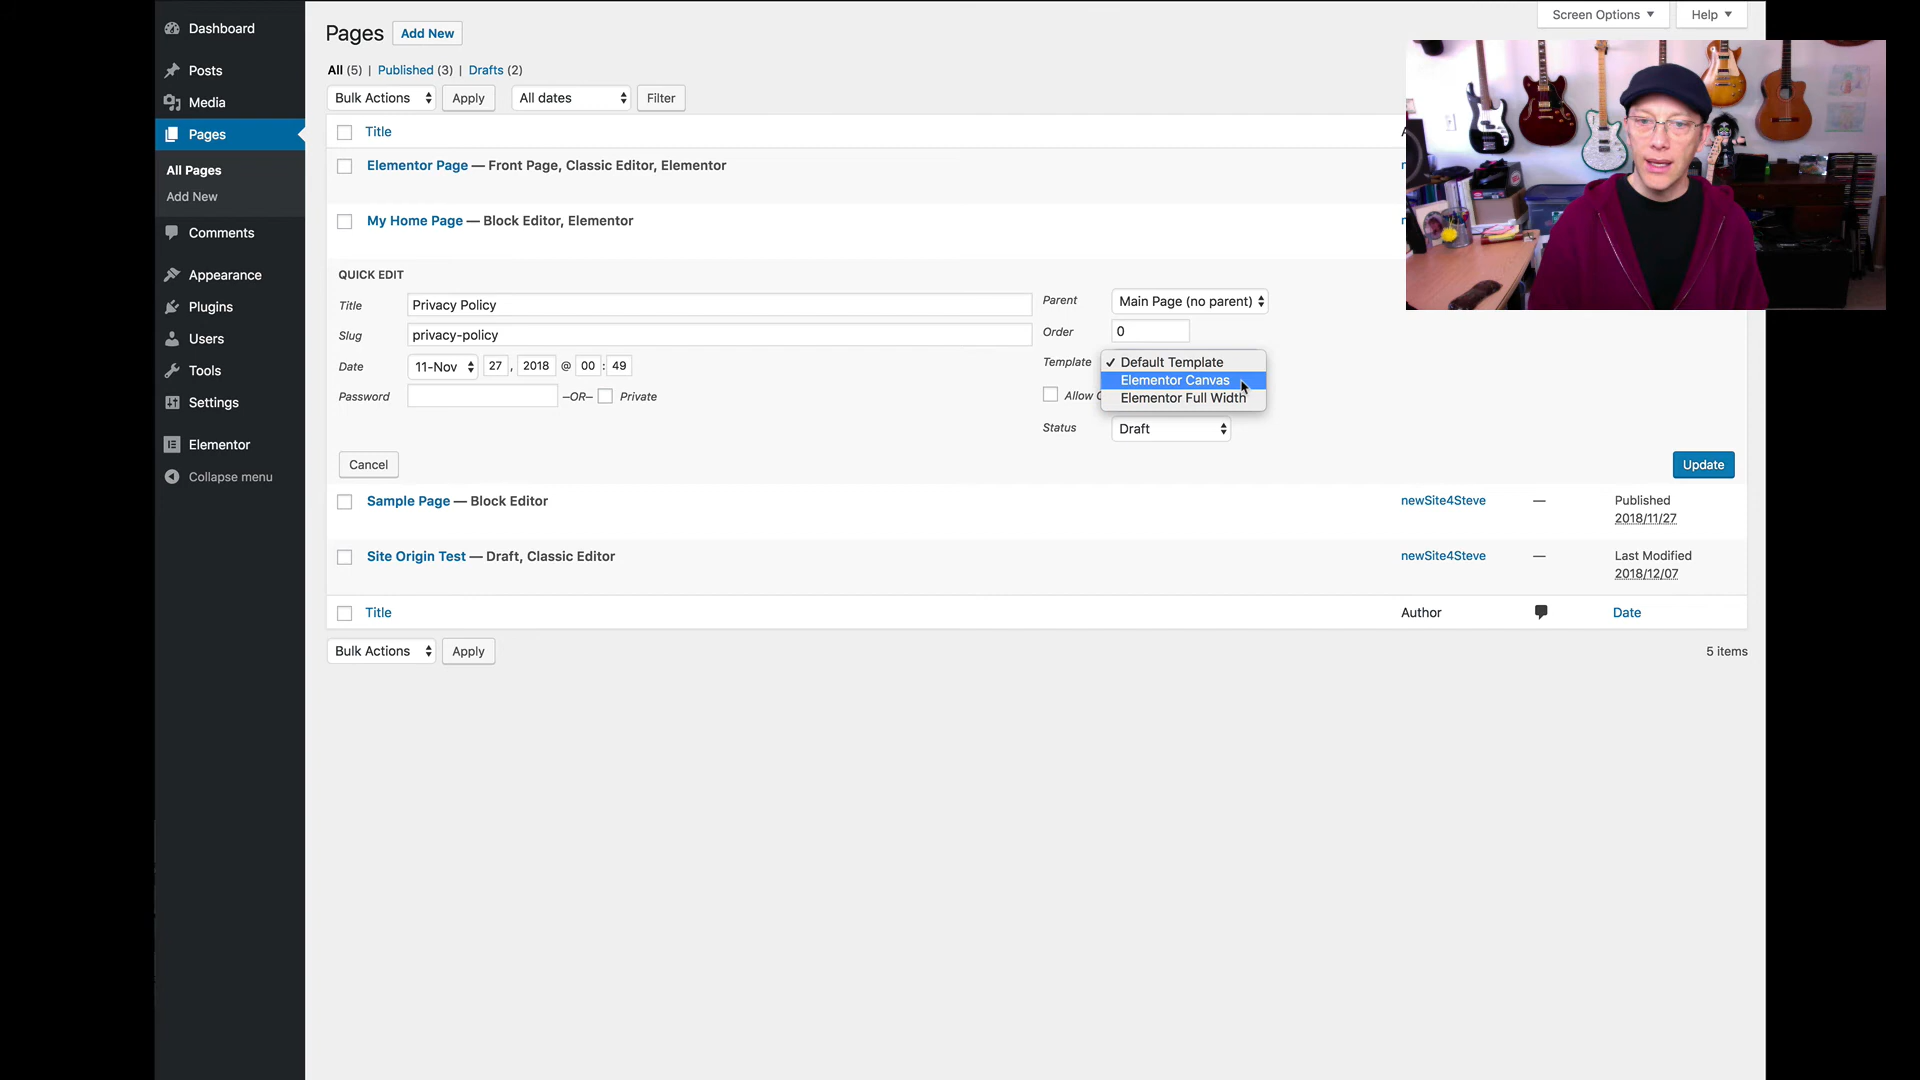 Dashboard
Posts
Media
Pages
All Pages
Add New
Comments
Appearance
Plugins
Users
Tools
Settings
Elementor
Collapse menu
Screen Options
Help
Pages Add New
All (5) | Published (3) | Drafts (2)
Bulk Actions Apply All dates Filter
Title
Elementor Page — Front Page, Classic Editor, Elementor
My Home Page — Block Editor, Elementor
QUICK EDIT
Title Privacy Policy
Slug privacy-policy
Date 11-Nov 27 , 2018 @ 00 : 49
Password –OR– Private
Parent Main Page (no parent)
Order 0
Template ✓ Default Template
Elementor Canvas
Allow
Elementor Full Width
Status Draft
Cancel Update
Sample Page — Block Editor newSite4Steve — Published
2018/11/27
Site Origin Test — Draft, Classic Editor newSite4Steve — Last Modified
2018/12/07
Title Author Date
Bulk Actions Apply 5 items